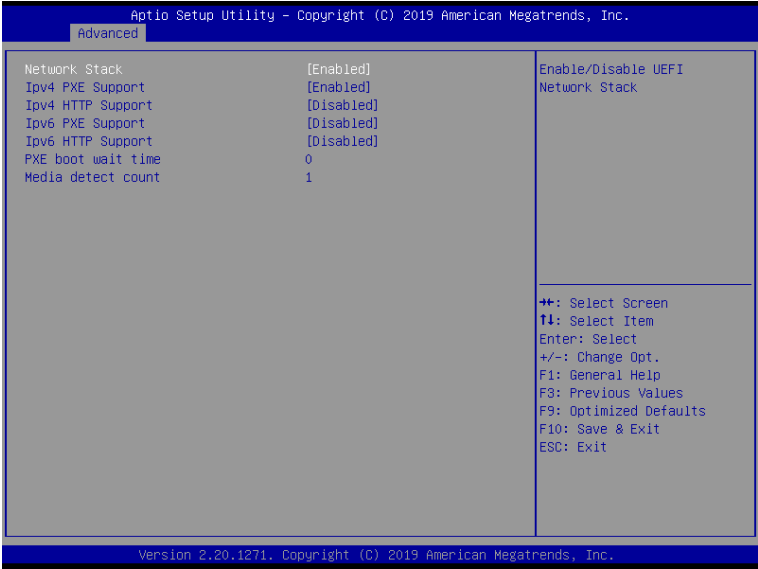 Aptio Setup Utility – Copyright (C) 2019 American Megatrends, Inc.
Advanced
Network Stack [Enabled]
Ipv4 PXE Support [Enabled]
Ipv4 HTTP Support [Disabled]
Ipv6 PXE Support [Disabled]
Ipv6 HTTP Support [Disabled]
PXE boot wait time 0
Media detect count 1
Enable/Disable UEFI
Network Stack
→←: Select Screen
↑↓: Select Item
Enter: Select
+/-: Change Opt.
F1: General Help
F3: Previous Values
F9: Optimized Defaults
F10: Save & Exit
ESC: Exit
Version 2.20.1271. Copyright (C) 2019 American Megatrends, Inc.